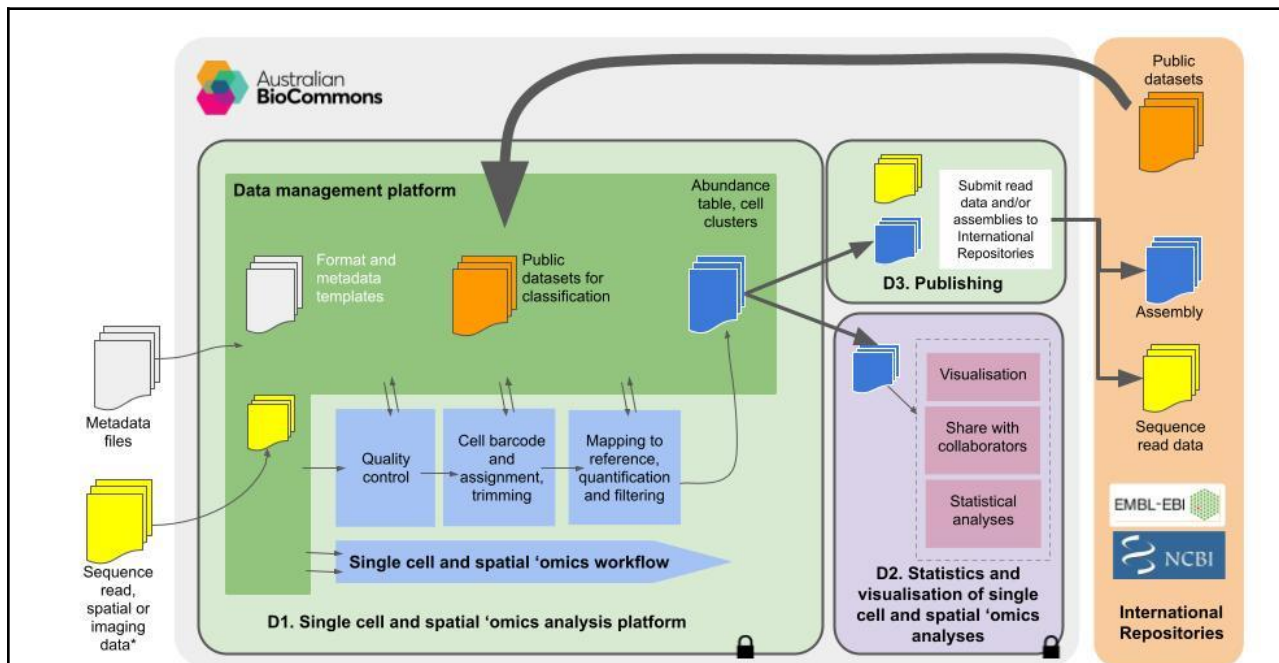 Australian
BioCommons
Public
datasets
Data management platform
Abundance
table, cell
clusters
Format and
metadata
templates
Public
datasets for
classification
Submit read
data and/or
assemblies to
International
Repositories
D3. Publishing
Assembly
Metadata
files
Quality
control
Cell barcode
and
assignment,
trimming
Mapping to
reference,
quantification
and filtering
Visualisation
Share with
collaborators
Statistical
analyses
Sequence
read data
Sequence
read,
spatial or
imaging
data*
Single cell and spatial ‘omics workflow
D1. Single cell and spatial ‘omics analysis platform
D2. Statistics and
visualisation of single
cell and spatial ‘omics
analyses
EMBL-EBI
NCBI
International
Repositories